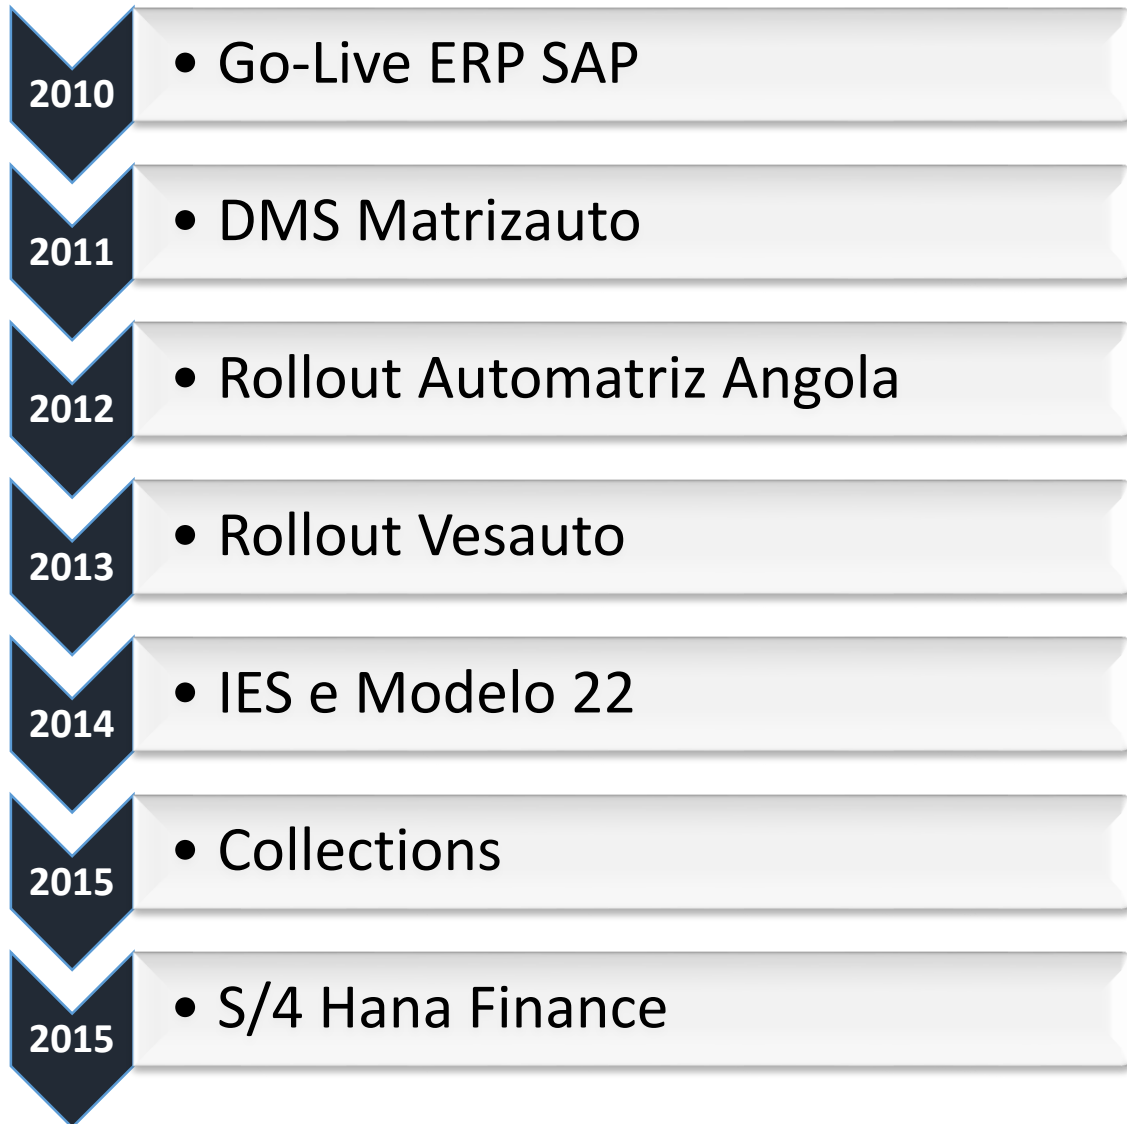 2010
• Go-Live ERP SAP
2011
• DMS Matrizauto
2012
• Rollout Automatriz Angola
2013
• Rollout Vesauto
2014
• IES e Modelo 22
2015
• Collections
2015
• S/4 Hana Finance